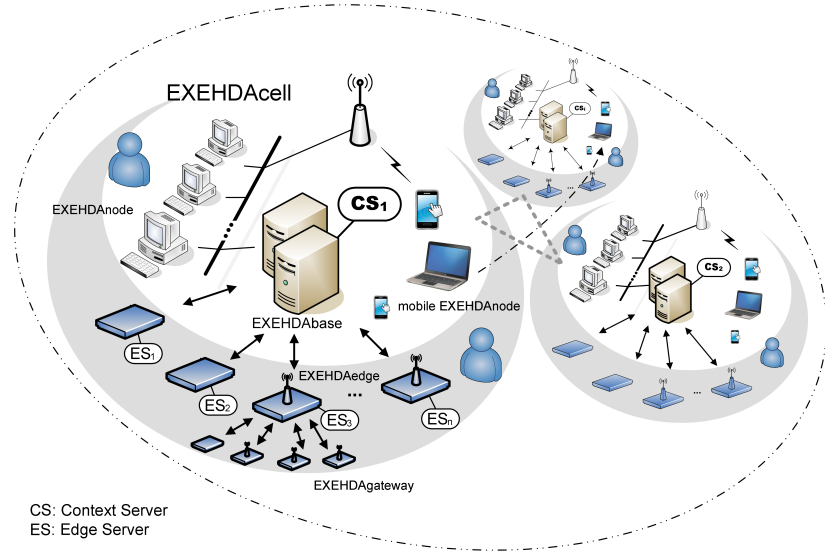 EXEHDAcell
CS₁
EXEHDAnode
mobile EXEHDAnode
EXEHDAbase
ES₁
ES₂
EXEHDAedge
...
ES₃
ESn
EXEHDAgateway
...
CS₂
...
CS: Context Server
ES: Edge Server